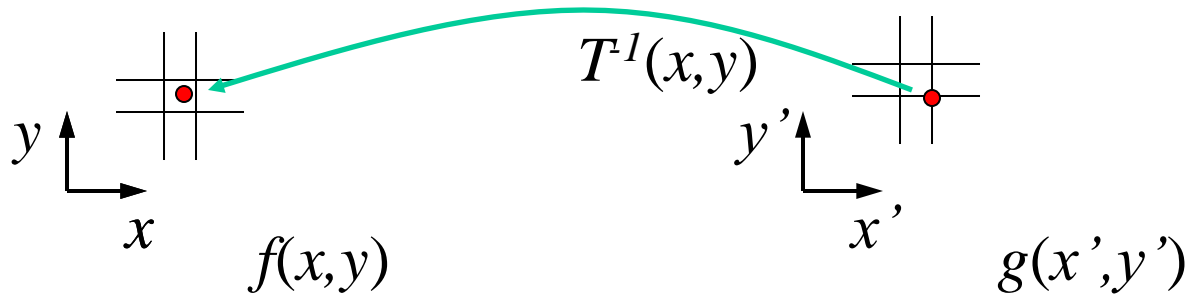 T⁻¹(x,y)
y
y’
x
x’
f(x,y)
g(x’,y’)